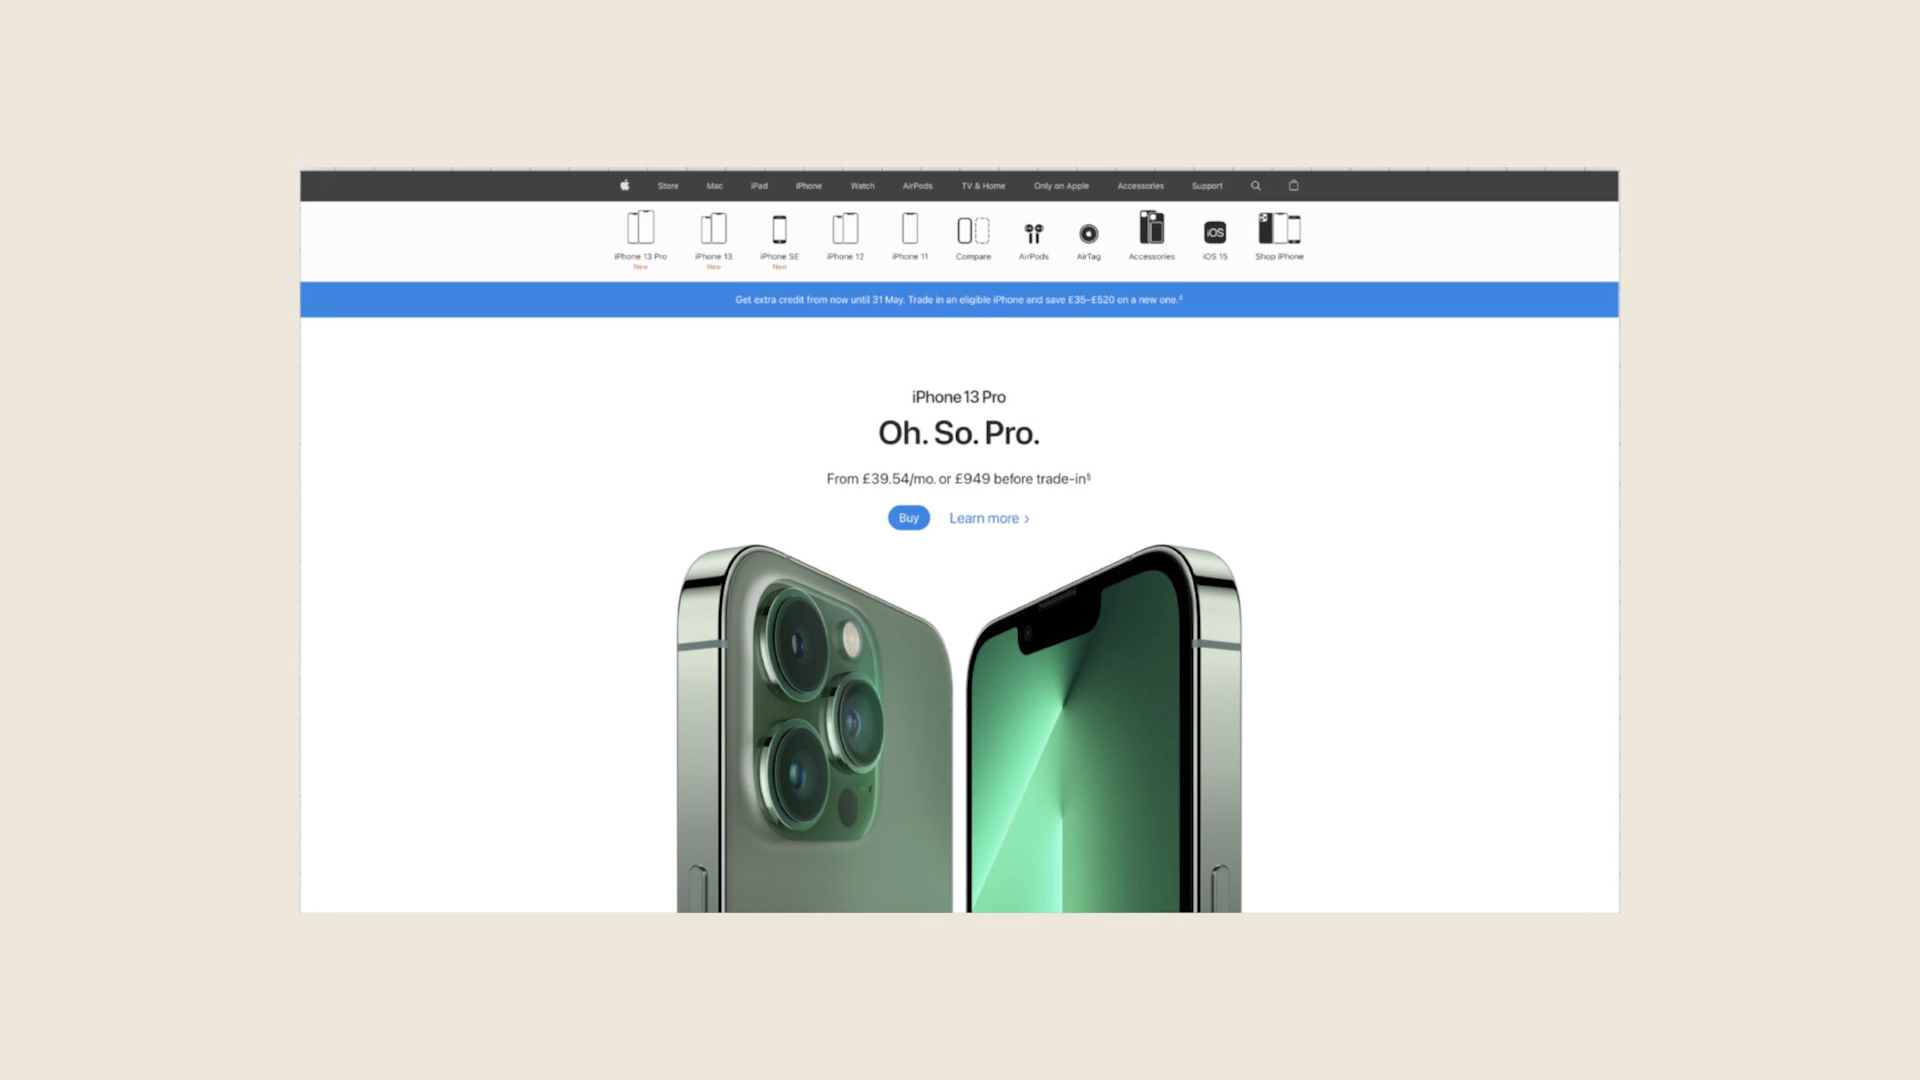 Store Mac iPad iPhone Watch AirPods TV & Home Only on Apple Accessories Support
iOS
iPhone 13 Pro iPhone 13 iPhone SE iPhone 12 iPhone 11 Compare AirPods AirTag Accessories iOS 15 Shop iPhone
New New New
Get extra credit from now until 31 May. Trade in an eligible iPhone and save £35–£520 on a new one.◊
iPhone 13 Pro
Oh. So. Pro.
From £39.54/mo. or £949 before trade-in§
Buy Learn more ›